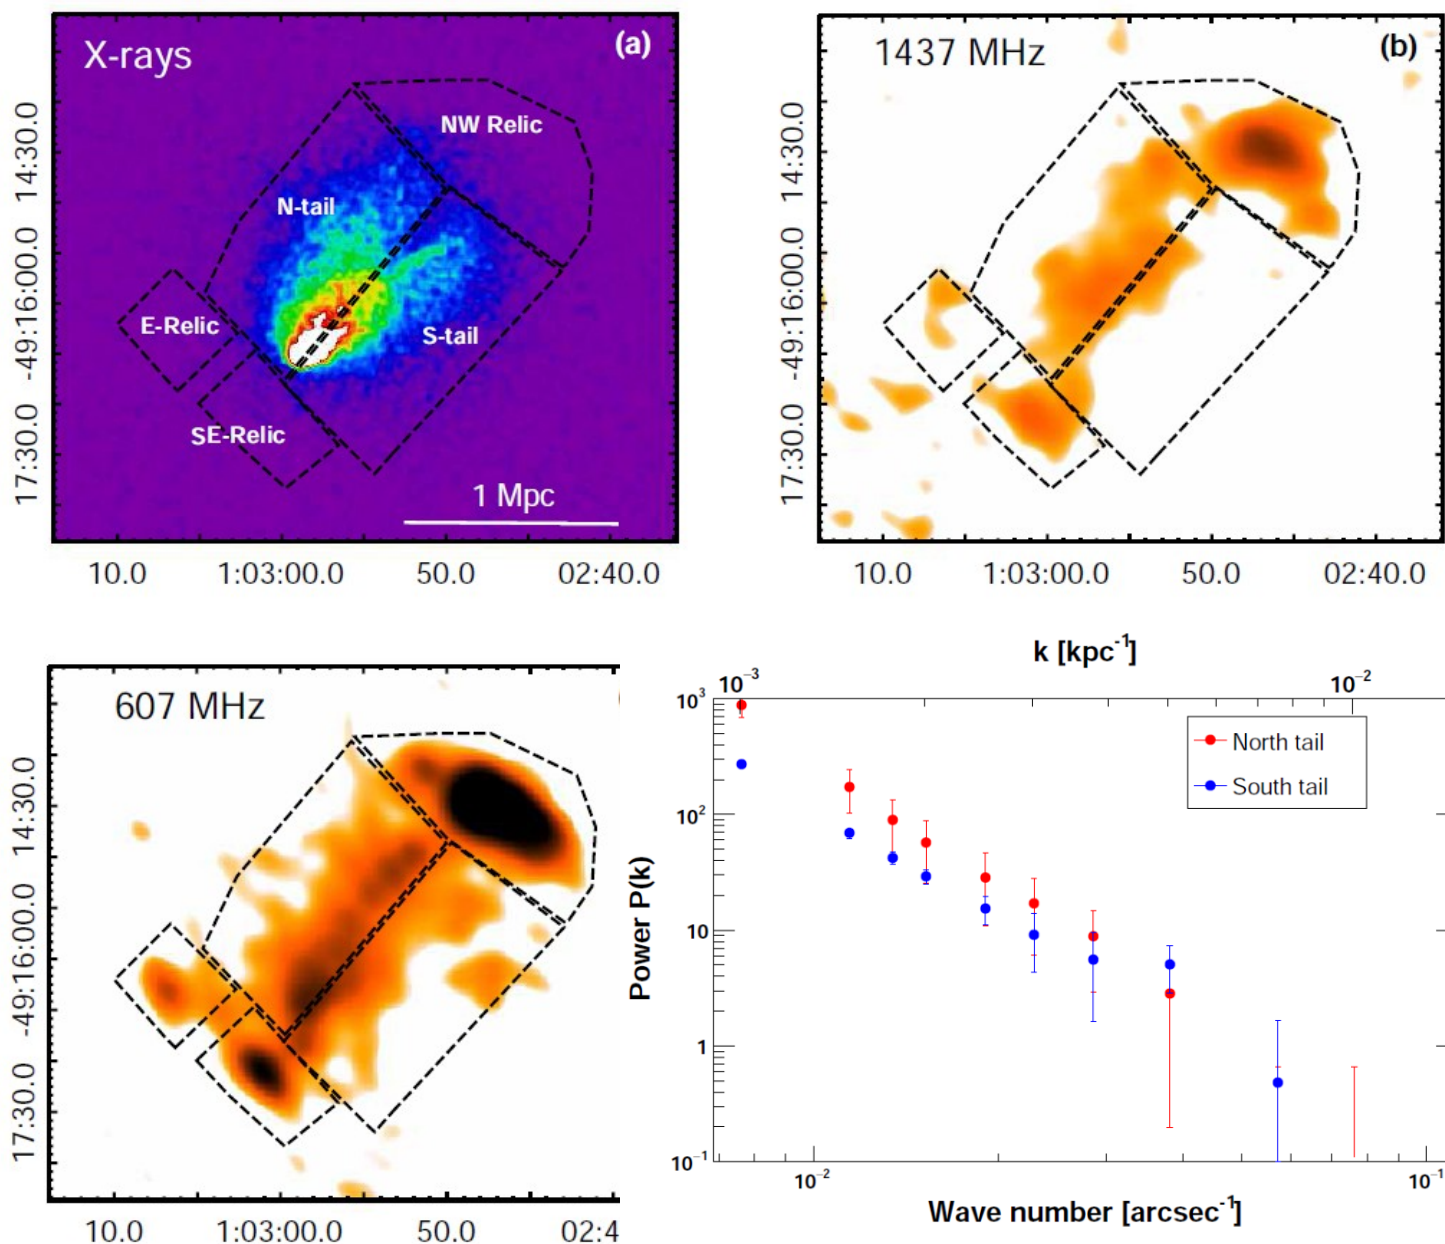 X-rays
(a)
NW Relic
N-tail
E-Relic
S-tail
SE-Relic
1 Mpc
14:30.0
-49:16:00.0
17:30.0
10.0 1:03:00.0 50.0 02:40.0
1437 MHz
(b)
14:30.0
-49:16:00.0
17:30.0
10.0 1:03:00.0 50.0 02:40.0
607 MHz
14:30.0
-49:16:00.0
17:30.0
10.0 1:03:00.0 50.0 02:4
k [kpc⁻¹]
10⁻³ 10⁻²
North tail
South tail
Power P(k)
10³
10²
10
1
10⁻¹
10⁻² 10⁻¹
Wave number [arcsec⁻¹]